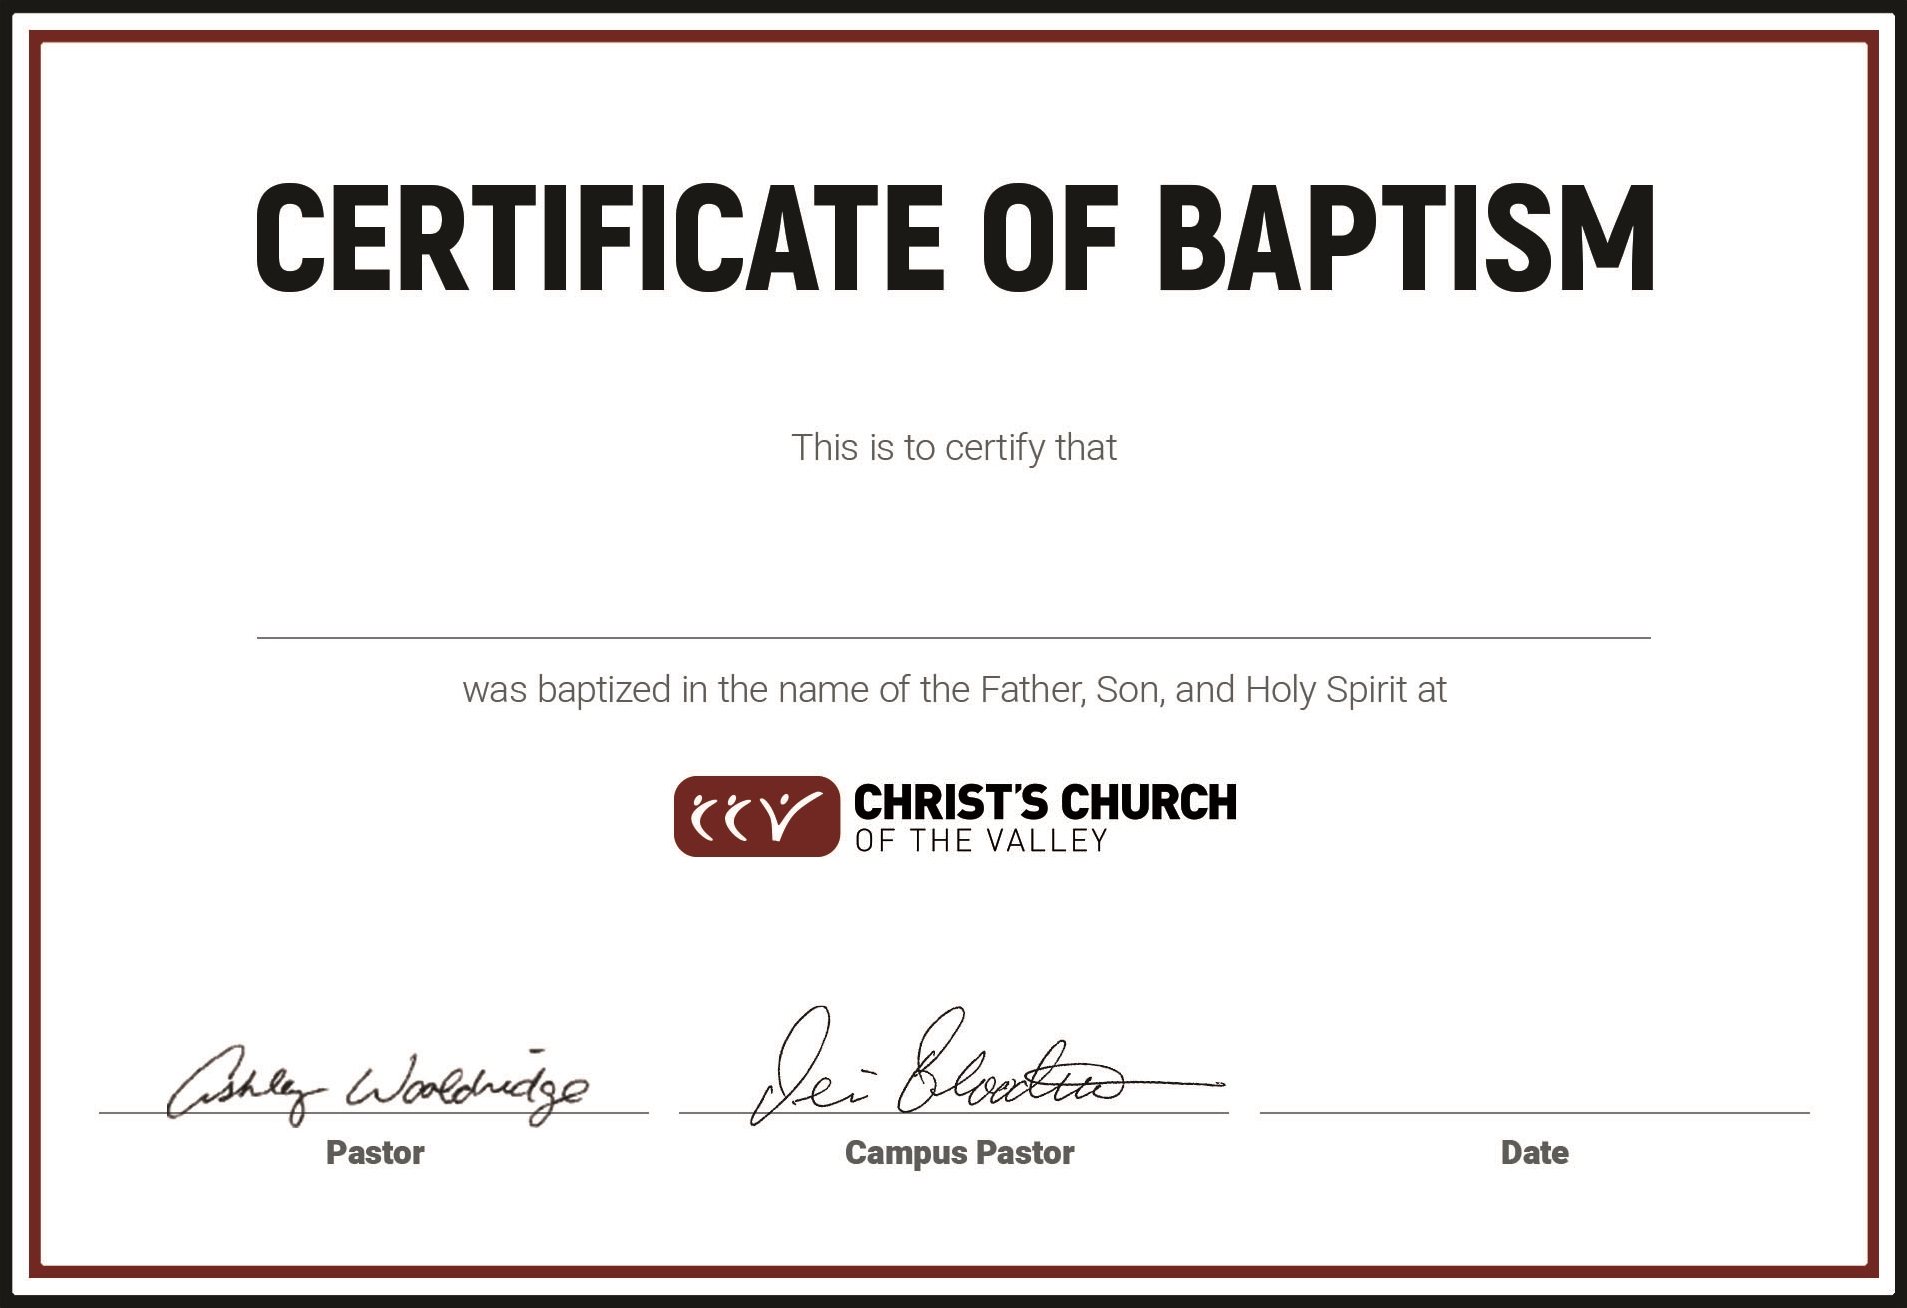 CERTIFICATE OF BAPTISM
This is to certify that
was baptized in the name of the Father, Son, and Holy Spirit at
CCV CHRIST'S CHURCH
OF THE VALLEY
Ashley Wooldridge
Pastor Campus Pastor Date